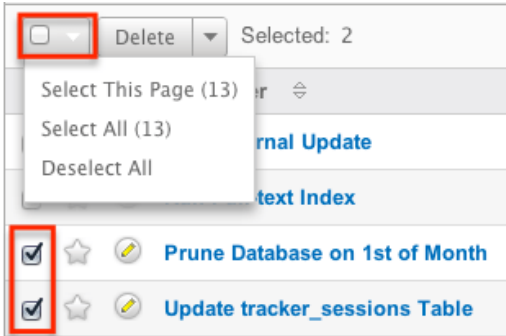 Delete
Selected: 2
Select This Page (13)
Select All (13)
Deselect All
rnal Update
text Index
Prune Database on 1st of Month
Update tracker_sessions Table